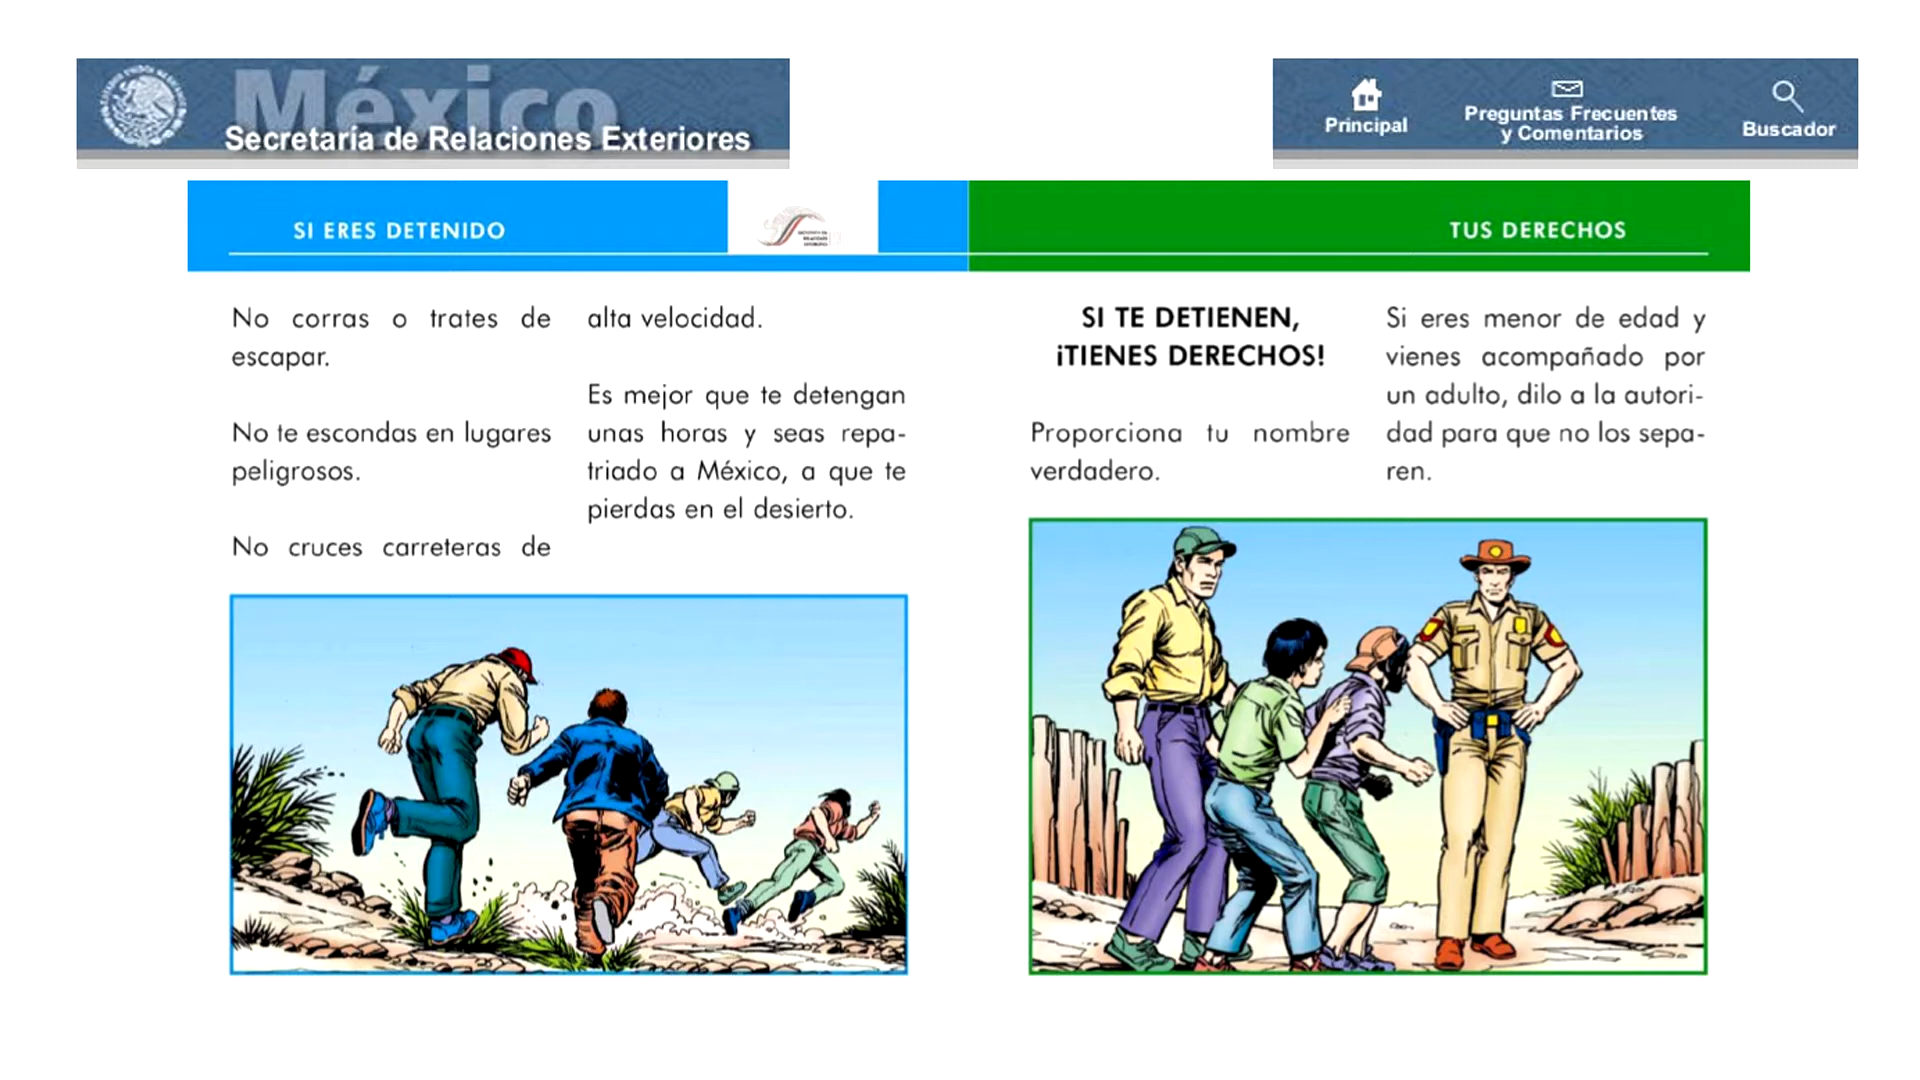 México
Secretaría de Relaciones Exteriores
Principal
Preguntas Frecuentes
y Comentarios
Buscador
SI ERES DETENIDO
TUS DERECHOS
No corras o trates de
escapar.
No te escondas en lugares
peligrosos.
No cruces carreteras de
alta velocidad.
Es mejor que te detengan
unas horas y seas repa-
triado a México, a que te
pierdas en el desierto.
SI TE DETIENEN,
¡TIENES DERECHOS!
Proporciona tu nombre
verdadero.
Si eres menor de edad y
vienes acompañado por
un adulto, dilo a la autori-
dad para que no los sepa-
ren.